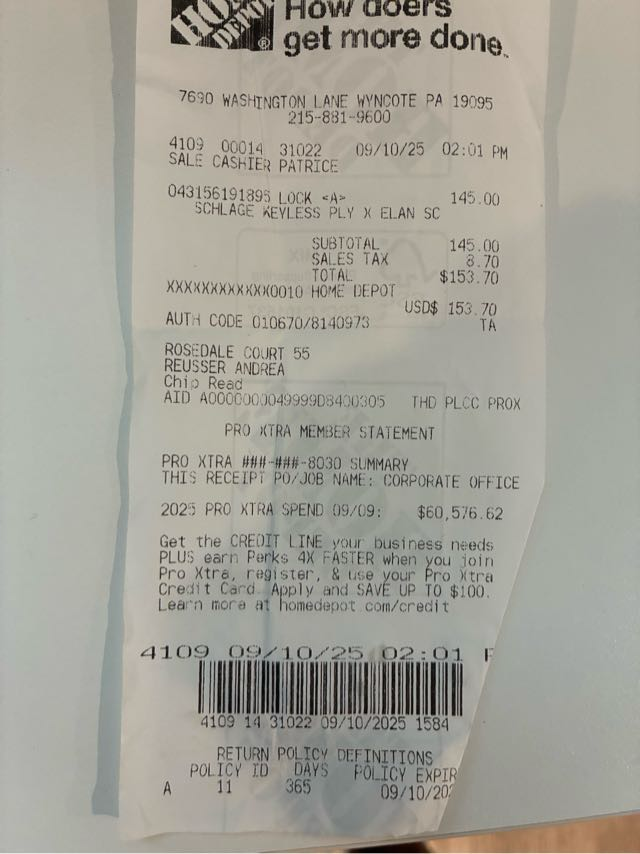 How doers
get more done.
7690 WASHINGTON LANE WYNCOTE PA 19095
215-881-9600
4109 00014 31022 09/10/25 02:01 PM
SALE CASHIER PATRICE
043156191895 LOCK <A> 145.00
SCHLAGE KEYLESS PLY X ELAN SC
SUBTOTAL 145.00
SALES TAX 8.70
TOTAL $153.70
XXXXXXXXXXXX0010 HOME DEPOT
USD$ 153.70
AUTH CODE 010670/8140973 TA
ROSEDALE COURT 55
REUSSER ANDREA
Chip Read
AID A0000000049999D8400305 THD PLCC PROX
PRO XTRA MEMBER STATEMENT
PRO XTRA ###-###-8030 SUMMARY
THIS RECEIPT PO/JOB NAME: CORPORATE OFFICE
2025 PRO XTRA SPEND 09/09: $60,576.62
Get the CREDIT LINE your business needs
PLUS earn Perks 4X FASTER when you join
Pro Xtra, register, & use your Pro Xtra
Credit Card. Apply and SAVE UP TO $100.
Learn more at homedepot.com/credit
4109 09/10/25 02:01
4109 14 31022 09/10/2025 1584
RETURN POLICY DEFINITIONS
POLICY ID DAYS POLICY EXPIR
A 11 365 09/10/202